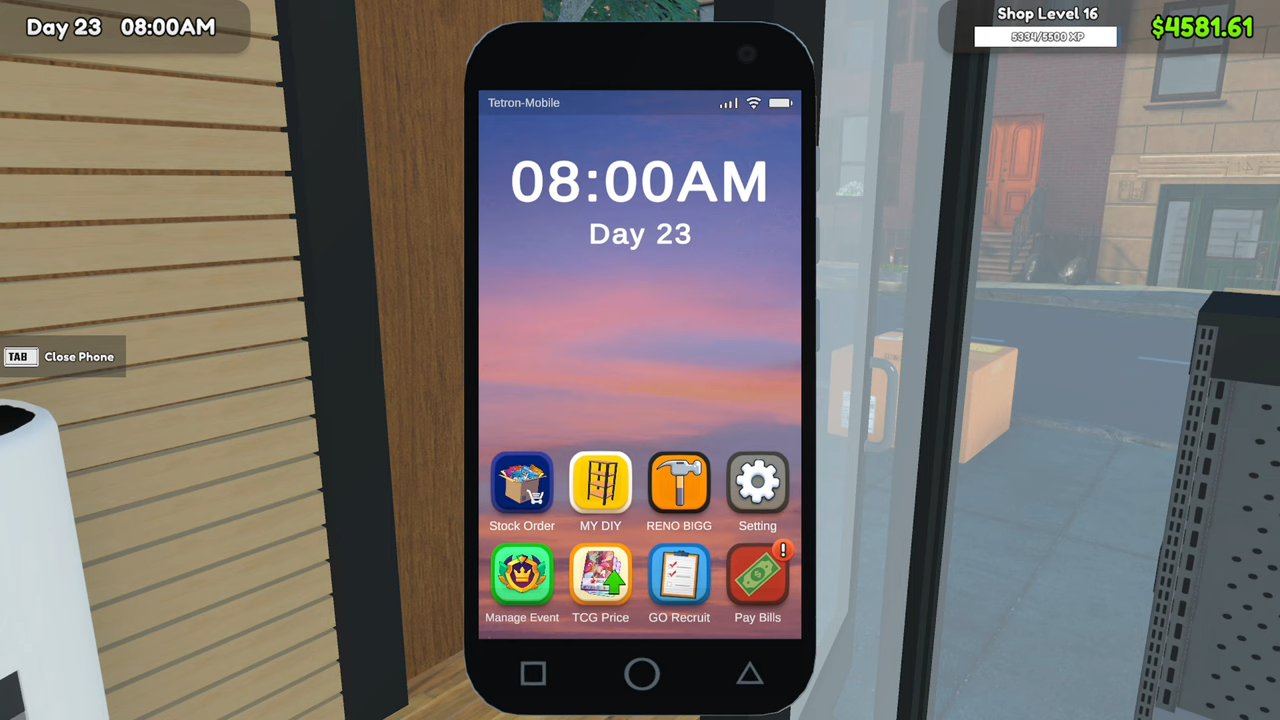 Day 23 08:00AM
Shop Level 16
5334/5500 XP
$4581.61
Tetron-Mobile
08:00AM
Day 23
TAB Close Phone
Stock Order MY DIY RENO BIGG Setting
Manage Event TCG Price GO Recruit Pay Bills